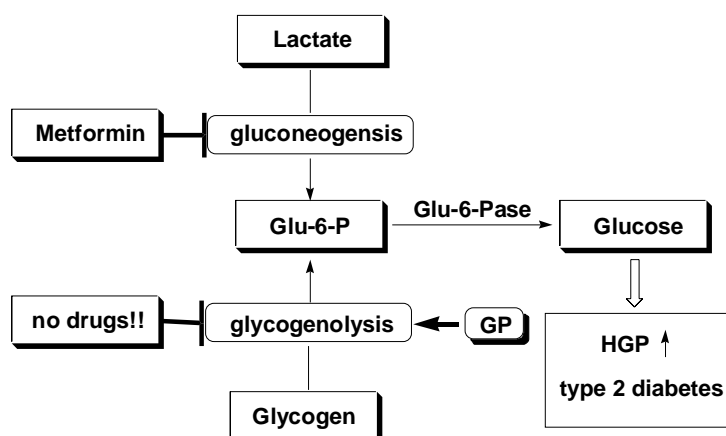 Lactate
Metformin
gluconeogensis
Glu-6-P
Glu-6-Pase
Glucose
no drugs!!
glycogenolysis
GP
HGP
type 2 diabetes
Glycogen